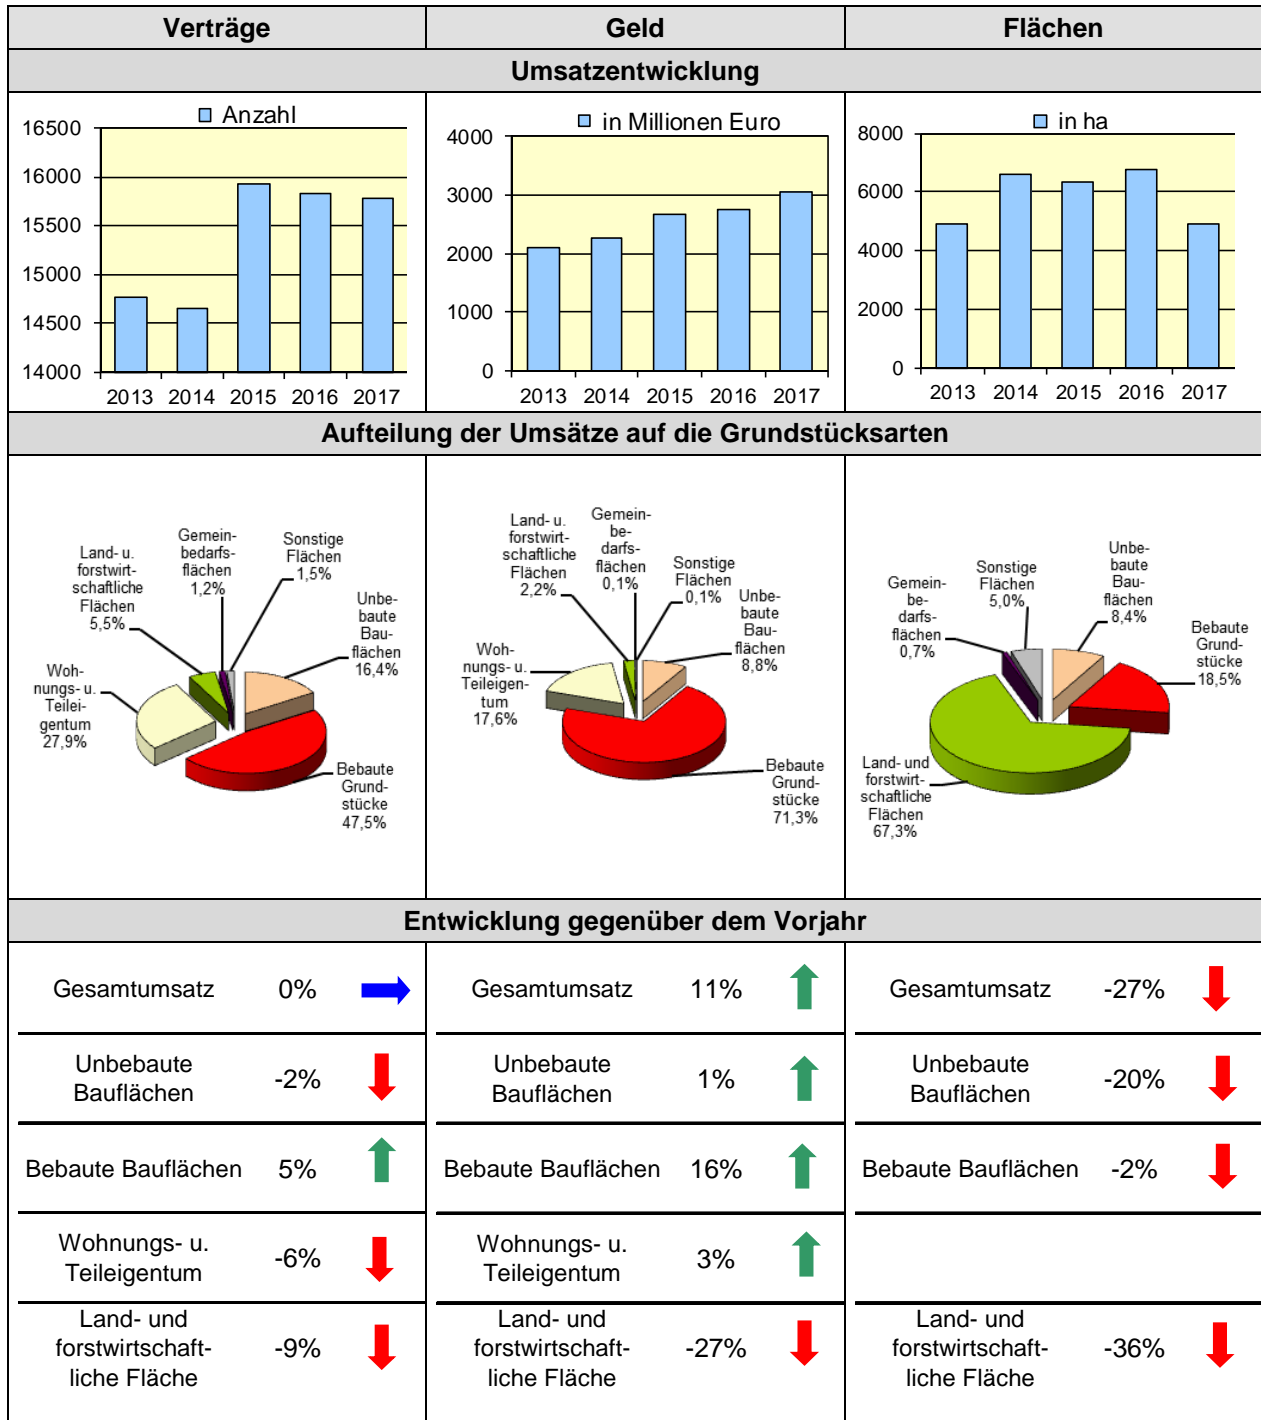 Verträge
Geld
Flächen
Umsatzentwicklung
Anzahl
16500
16000
15500
15000
14500
14000
2013 2014 2015 2016 2017
in Millionen Euro
4000
3000
2000
1000
0
2013 2014 2015 2016 2017
in ha
8000
6000
4000
2000
0
2013 2014 2015 2016 2017
Aufteilung der Umsätze auf die Grundstücksarten
Land- u.
forstwirt-
schaftliche
Flächen
5,5%
Gemein-
bedarfs-
flächen
1,2%
Sonstige
Flächen
1,5%
Unbe-
baute
Bau-
flächen
16,4%
Woh-
nungs- u.
Teilei-
gentum
27,9%
Bebaute
Grund-
stücke
47,5%
Land- u.
forstwirt-
schaftliche
Flächen
2,2%
Gemein-
be-
darfs-
flächen
0,1%
Sonstige
Flächen
0,1%
Unbe-
baute
Bau-
flächen
8,8%
Woh-
nungs- u.
Teileigen-
tum
17,6%
Bebaute
Grund-
stücke
71,3%
Gemein-
be-
darfs-
flächen
0,7%
Sonstige
Flächen
5,0%
Unbe-
baute
Bau-
flächen
8,4%
Bebaute
Grund-
stücke
18,5%
Land- und
forstwirt-
schaftliche
Flächen
67,3%
Entwicklung gegenüber dem Vorjahr
Gesamtumsatz 0%
Unbebaute
Bauflächen
-2%
Bebaute Bauflächen 5%
Wohnungs- u.
Teileigentum
-6%
Land- und
forstwirtschaft-
liche Fläche
-9%
Gesamtumsatz 11%
Unbebaute
Bauflächen
1%
Bebaute Bauflächen 16%
Wohnungs- u.
Teileigentum
3%
Land- und
forstwirtschaft-
liche Fläche
-27%
Gesamtumsatz -27%
Unbebaute
Bauflächen
-20%
Bebaute Bauflächen -2%
Land- und
forstwirtschaft-
liche Fläche
-36%